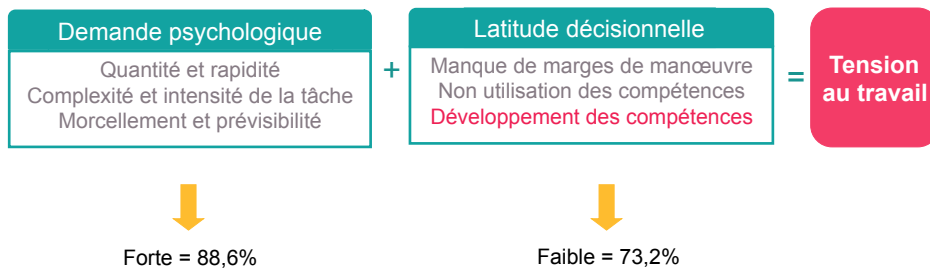 Demande psychologique
Quantité et rapidité
Complexité et intensité de la tâche
Morcellement et prévisibilité
+
Latitude décisionnelle
Manque de marges de manœuvre
Non utilisation des compétences
Développement des compétences
=
Tension
au travail
Forte = 88,6%
Faible = 73,2%